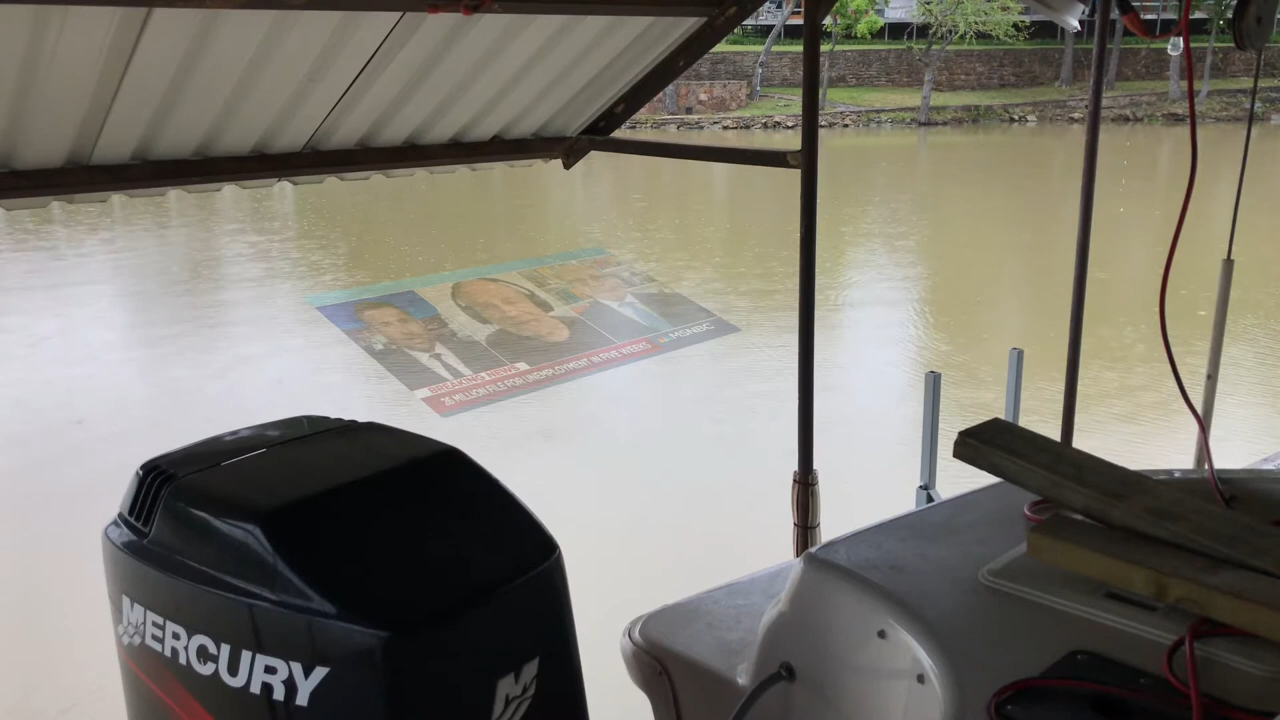 BREAKING NEWS
26 MILLION FILE FOR UNEMPLOYMENT IN FIVE WEEKS
MSNBC
MERCURY
M